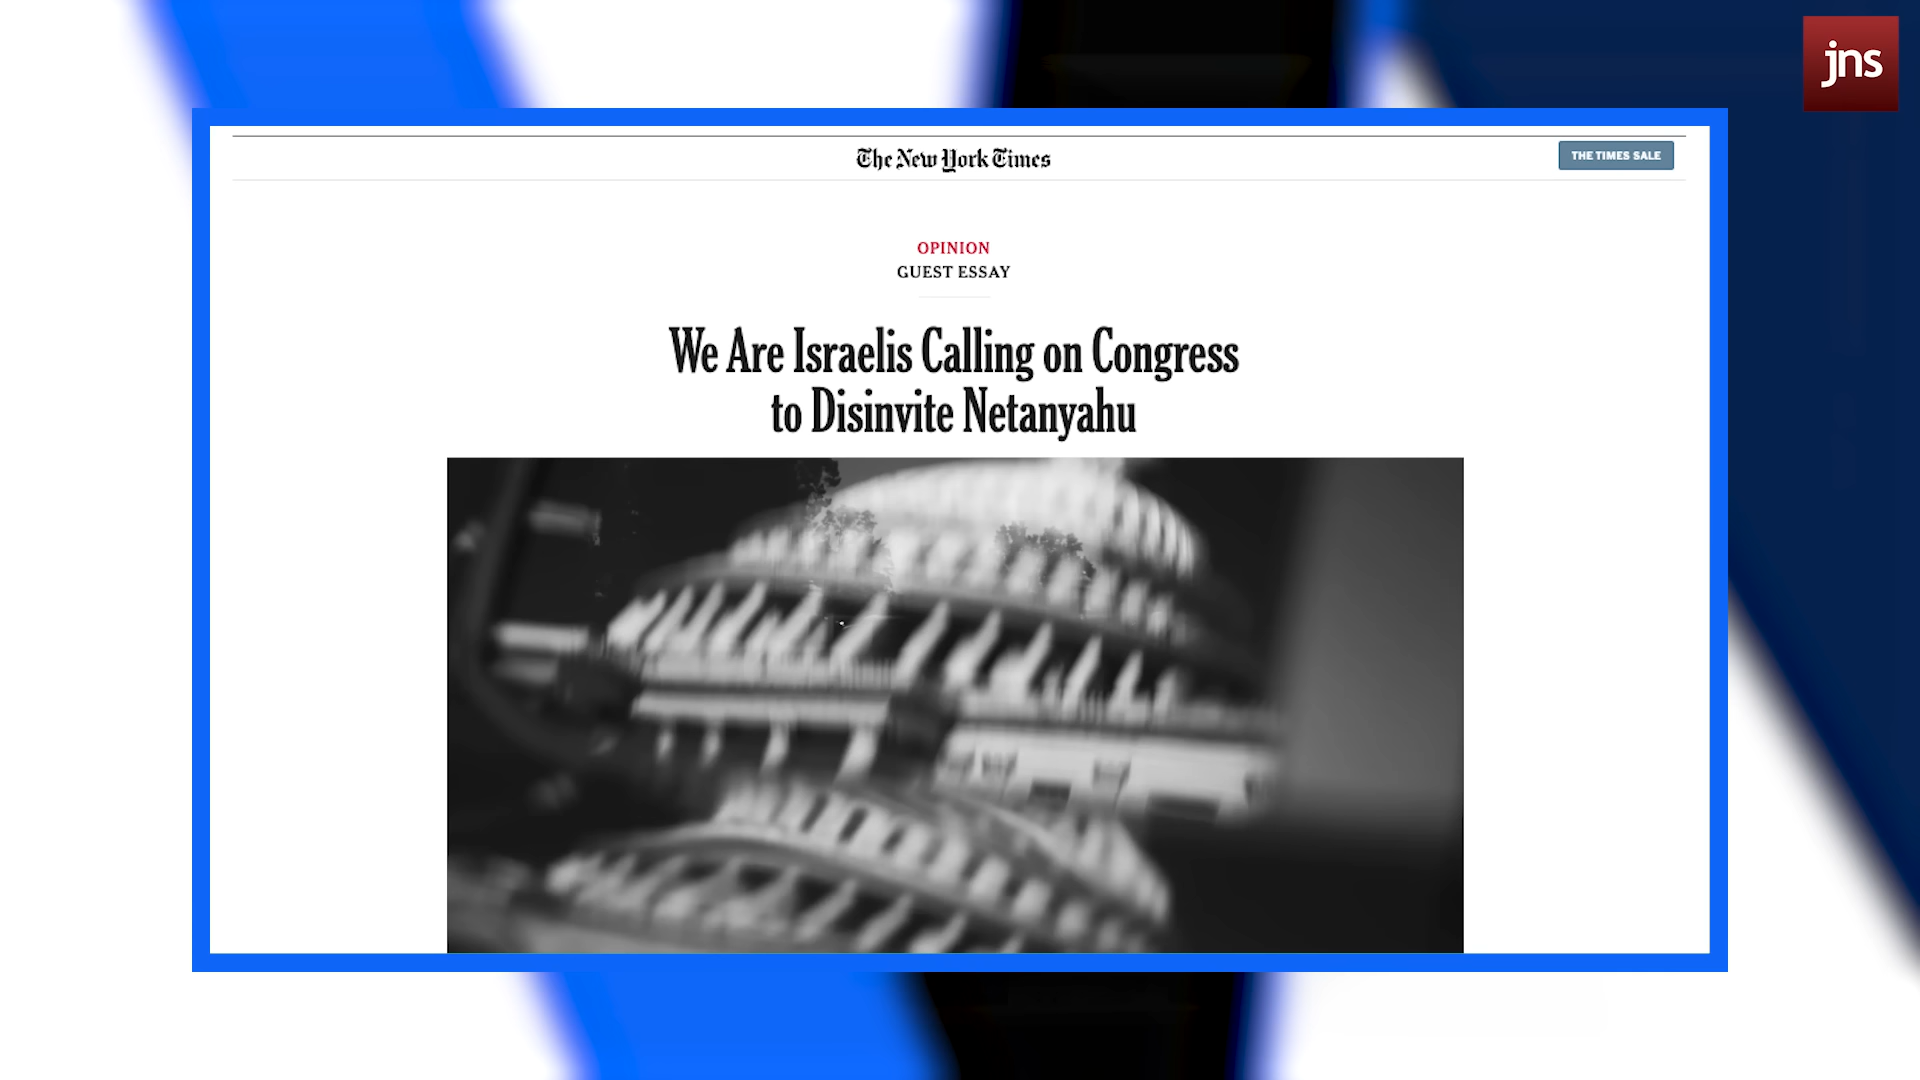 jns
The New York Times
THE TIMES SALE
OPINION
GUEST ESSAY
We Are Israelis Calling on Congress
to Disinvite Netanyahu